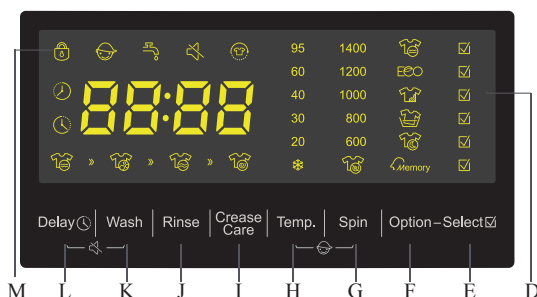 95 1400
60 1200 ECO
88:88 40 1000
30 800
20 600
» » » Memory
Delay Wash Rinse Crease Care Temp. Spin Option–Select
M L K J I H G F E D